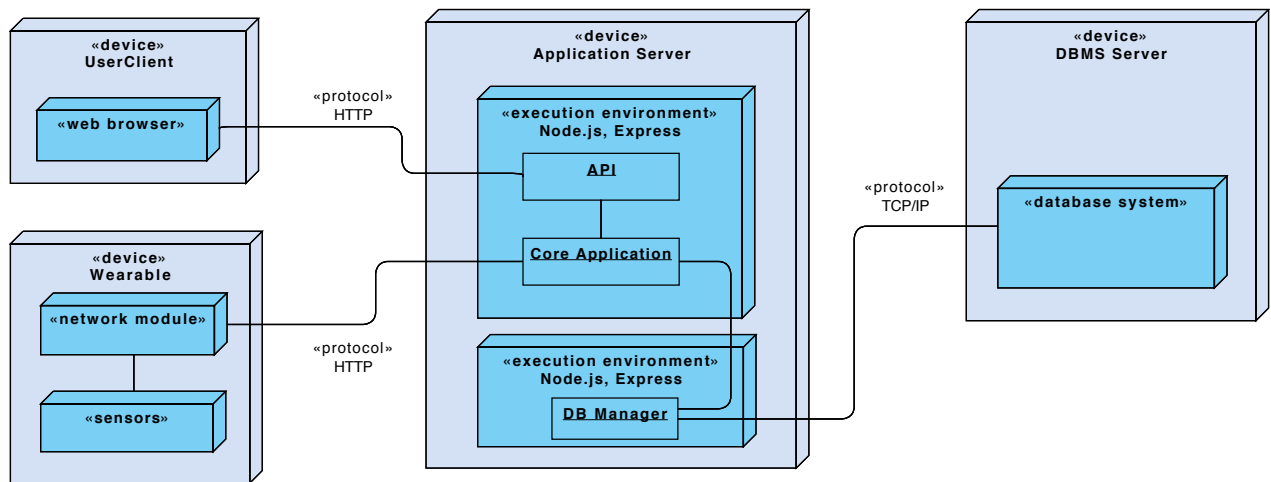 «device»
UserClient
«web browser»
«protocol»
HTTP
«device»
Application Server
«execution environment»
Node.js, Express
API
Core Application
«device»
DBMS Server
«protocol»
TCP/IP
«database system»
«device»
Wearable
«network module»
«sensors»
«protocol»
HTTP
«execution environment»
Node.js, Express
DB Manager